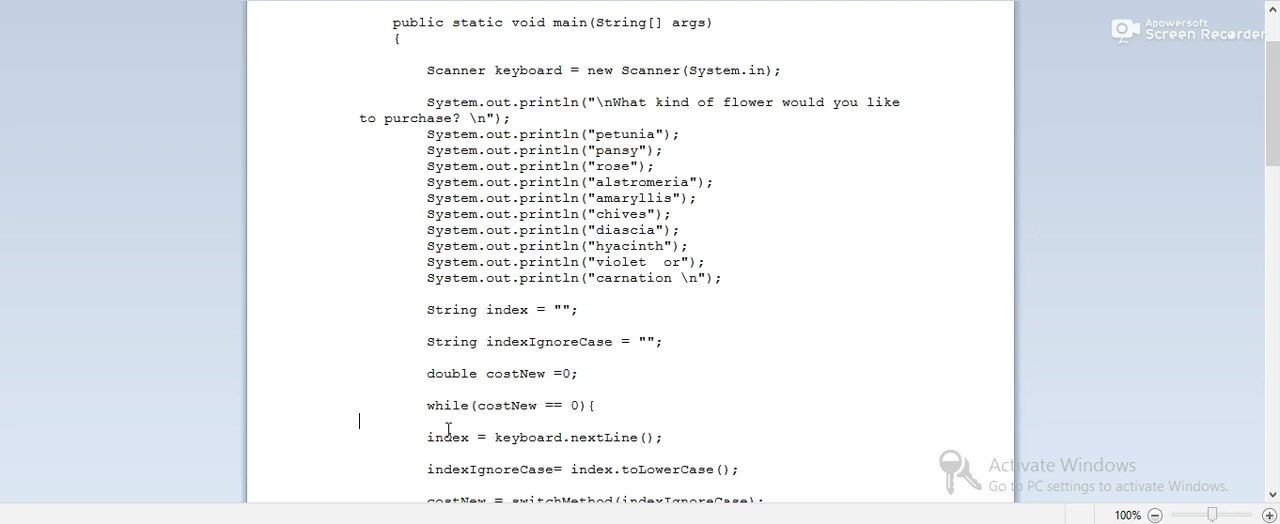 public static void main(String[] args)
{
Apowersoft
Screen Recorder
Scanner keyboard = new Scanner(System.in);
System.out.println("\nWhat kind of flower would you like
to purchase? \n");
System.out.println("petunia");
System.out.println("pansy");
System.out.println("rose");
System.out.println("alstromeria");
System.out.println("amaryllis");
System.out.println("chives");
System.out.println("diascia");
System.out.println("hyacinth");
System.out.println("violet  or");
System.out.println("carnation \n");
String index = "";
String indexIgnoreCase = "";
double costNew =0;
while(costNew == 0){
index = keyboard.nextLine();
indexIgnoreCase= index.toLowerCase();
costNew = switchMethod(indexIgnoreCase);
Activate Windows
Go to PC settings to activate Windows.
100%